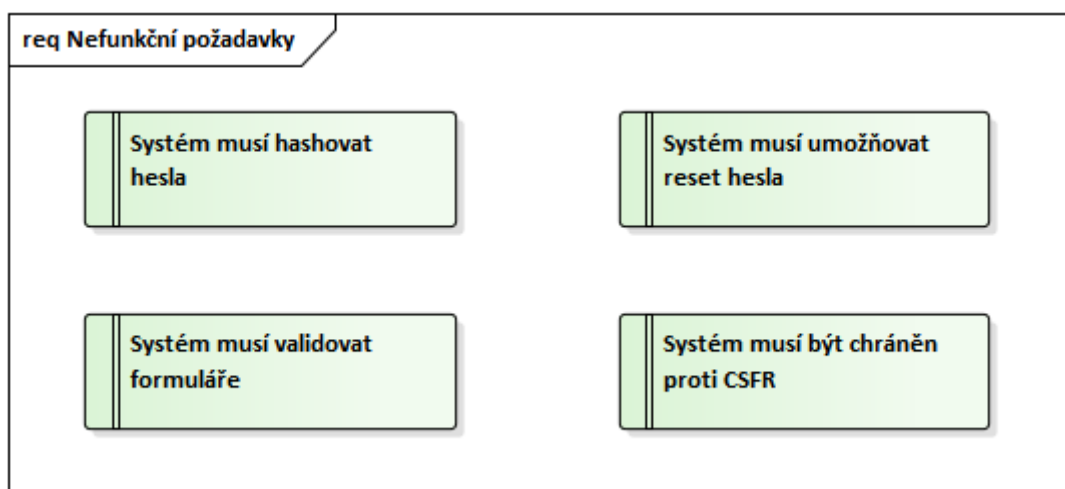 req Nefunkční požadavky
Systém musí hashovat
hesla
Systém musí umožňovat
reset hesla
Systém musí validovat
formuláře
Systém musí být chráněn
proti CSFR